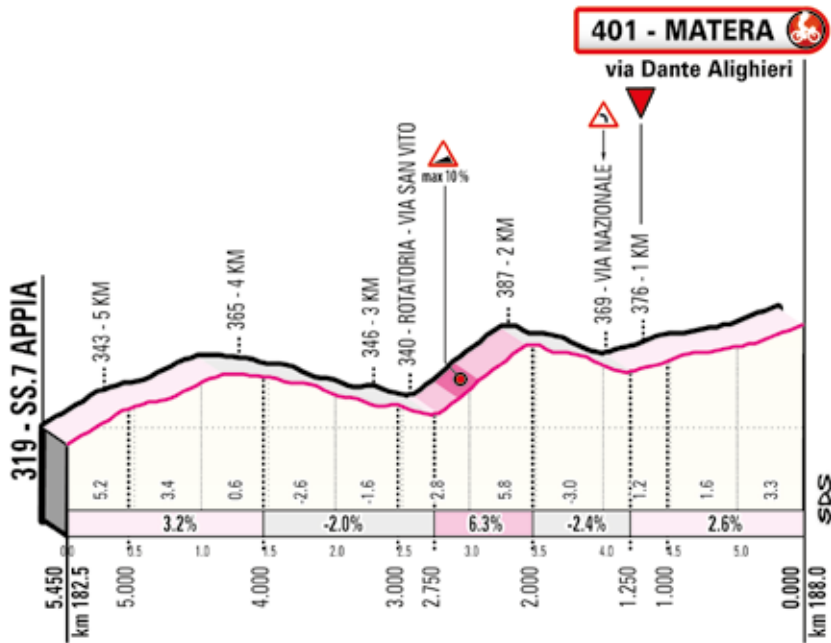 401 - MATERA
via Dante Alighieri
319 - SS.7 APPIA
343 - 5 KM
365 - 4 KM
346 - 3 KM
340 - ROTATORIA - VIA SAN VITO
max 10%
387 - 2 KM
369 - VIA NAZIONALE
376 - 1 KM
5.2 3.4 0.6 -2.6 -1.6 2.8 5.8 -3.0 1.2 1.6 3.3
3.2% -2.0% 6.3% -2.4% 2.6%
0.0 0.5 1.0 1.5 2.0 2.5 3.0 3.5 4.0 4.5 5.0
5.450 5.000 4.000 3.000 2.750 2.000 1.250 1.000 0.000
km 182.5 km 188.0
SDS